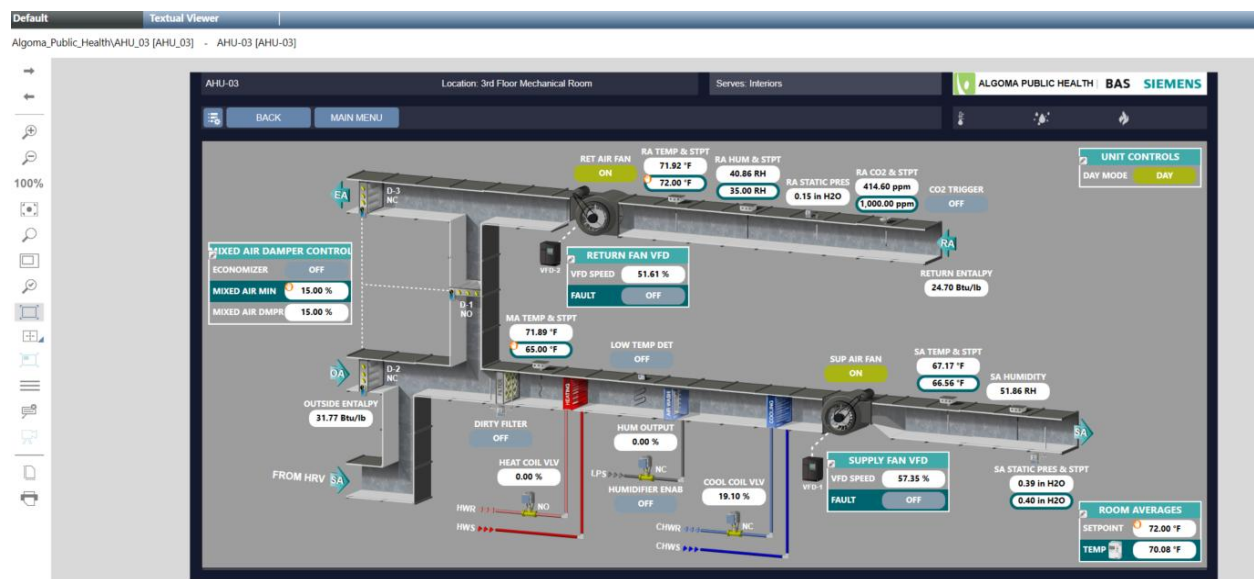 Default Textual Viewer
Algoma_Public_Health\AHU_03 [AHU_03] - AHU-03 [AHU-03]
100%
AHU-03 Location: 3rd Floor Mechanical Room Serves: Interiors ALGOMA PUBLIC HEALTH BAS SIEMENS
BACK MAIN MENU
RET AIR FAN
ON
RA TEMP & STPT
71.92 °F
72.00 °F
RA HUM & STPT
40.86 RH
35.00 RH
RA STATIC PRES
0.15 in H2O
RA CO2 & STPT
414.60 ppm
1,000.00 ppm
CO2 TRIGGER
OFF
UNIT CONTROLS
DAY MODE DAY
EA
D-3
NC
RA
RETURN ENTALPY
24.70 Btu/lb
VFD-2
RETURN FAN VFD
VFD SPEED 51.61 %
FAULT OFF
MIXED AIR DAMPER CONTROL
ECONOMIZER OFF
MIXED AIR MIN 15.00 %
MIXED AIR DMPR 15.00 %
D-1
NO
MA TEMP & STPT
71.89 °F
65.00 °F
LOW TEMP DET
OFF
SUP AIR FAN
ON
SA TEMP & STPT
67.17 °F
66.56 °F
SA HUMIDITY
51.86 RH
OA
D-2
NC
OUTSIDE ENTALPY
31.77 Btu/lb
HEATING
AIR WASH
COOLING
SA
DIRTY FILTER
OFF
HUM OUTPUT
0.00 %
HEAT COIL VLV
0.00 %
FROM HRV SA
LPS
NC
HUMIDIFIER ENAB
OFF
COOL COIL VLV
19.10 %
VFD-1
SUPPLY FAN VFD
VFD SPEED 57.35 %
FAULT OFF
SA STATIC PRES & STPT
0.39 in H2O
0.40 in H2O
HWR
NO
HWS
CHWR
NC
CHWS
ROOM AVERAGES
SETPOINT 72.00 °F
TEMP 70.08 °F